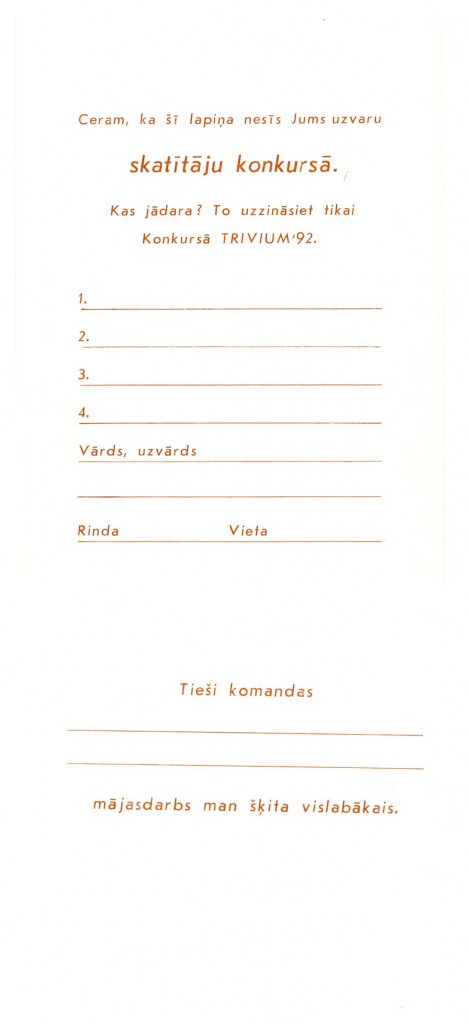 Ceram, ka šī lapiņa nesīs Jums uzvaru
skatītāju konkursā.
Kas jādara? To uzzināsiet tikai
Konkursā TRIVIUM'92.
1.
2.
3.
4.
Vārds, uzvārds
Rinda Vieta
Tieši komandas
mājasdarbs man šķita vislabākais.